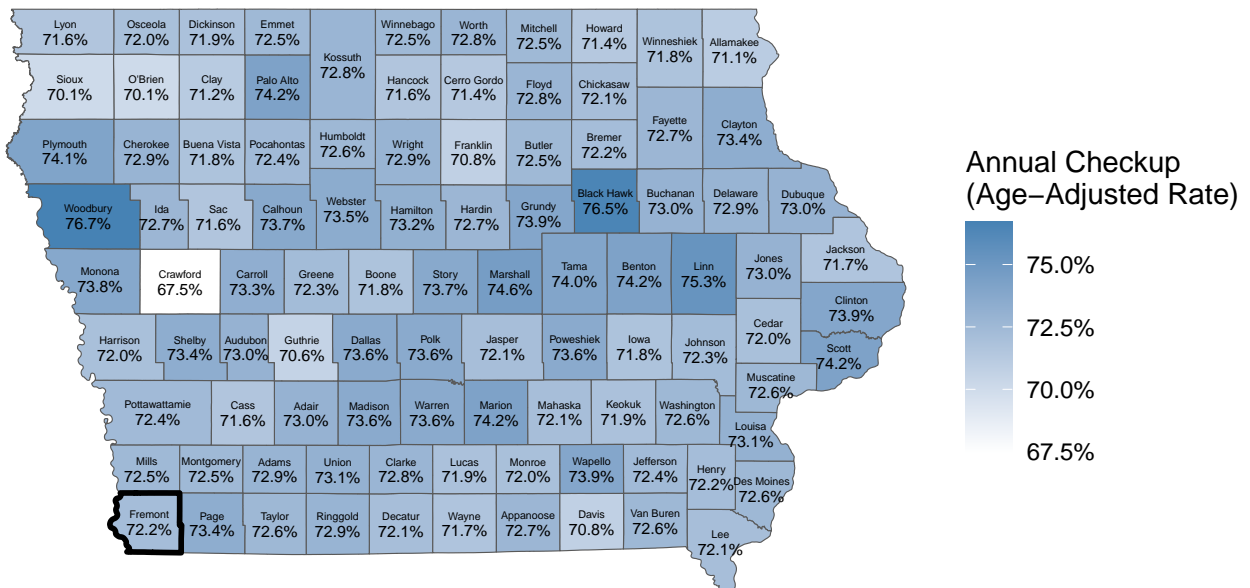 Lyon
71.6%
Osceola
72.0%
Dickinson
71.9%
Emmet
72.5%
Kossuth
72.8%
Winnebago
72.5%
Worth
72.8%
Mitchell
72.5%
Howard
71.4%
Winneshiek
71.8%
Allamakee
71.1%
Sioux
70.1%
O'Brien
70.1%
Clay
71.2%
Palo Alto
74.2%
Hancock
71.6%
Cerro Gordo
71.4%
Floyd
72.8%
Chickasaw
72.1%
Fayette
72.7%
Clayton
73.4%
Plymouth
74.1%
Cherokee
72.9%
Buena Vista
71.8%
Pocahontas
72.4%
Humboldt
72.6%
Wright
72.9%
Franklin
70.8%
Butler
72.5%
Bremer
72.2%
Woodbury
76.7%
Ida
72.7%
Sac
71.6%
Calhoun
73.7%
Webster
73.5%
Hamilton
73.2%
Hardin
72.7%
Grundy
73.9%
Black Hawk
76.5%
Buchanan
73.0%
Delaware
72.9%
Dubuque
73.0%
Monona
73.8%
Crawford
67.5%
Carroll
73.3%
Greene
72.3%
Boone
71.8%
Story
73.7%
Marshall
74.6%
Tama
74.0%
Benton
74.2%
Linn
75.3%
Jones
73.0%
Jackson
71.7%
Clinton
73.9%
Harrison
72.0%
Shelby
73.4%
Audubon
73.0%
Guthrie
70.6%
Dallas
73.6%
Polk
73.6%
Jasper
72.1%
Poweshiek
73.6%
Iowa
71.8%
Johnson
72.3%
Cedar
72.0%
Scott
74.2%
Muscatine
72.6%
Pottawattamie
72.4%
Cass
71.6%
Adair
73.0%
Madison
73.6%
Warren
73.6%
Marion
74.2%
Mahaska
72.1%
Keokuk
71.9%
Washington
72.6%
Louisa
73.1%
Mills
72.5%
Montgomery
72.5%
Adams
72.9%
Union
73.1%
Clarke
72.8%
Lucas
71.9%
Monroe
72.0%
Wapello
73.9%
Jefferson
72.4%
Henry
72.2%
Des Moines
72.6%
Fremont
72.2%
Page
73.4%
Taylor
72.6%
Ringgold
72.9%
Decatur
72.1%
Wayne
71.7%
Appanoose
72.7%
Davis
70.8%
Van Buren
72.6%
Lee
72.1%
Annual Checkup
(Age−Adjusted Rate)
75.0%
72.5%
70.0%
67.5%